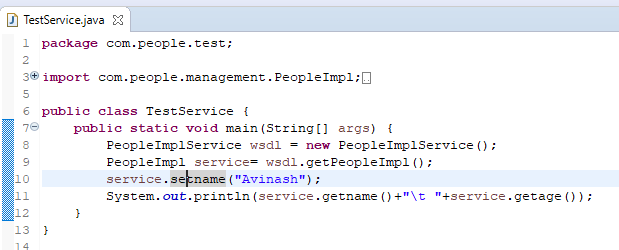 TestService.java
1 package com.people.test;
2
3 import com.people.management.PeopleImpl;
5
6 public class TestService {
7 public static void main(String[] args) {
8 PeopleImplService wsdl = new PeopleImplService();
9 PeopleImpl service= wsdl.getPeopleImpl();
10 service.setname("Avinash");
11 System.out.println(service.getname()+"\t "+service.getage());
12 }
13 }
14